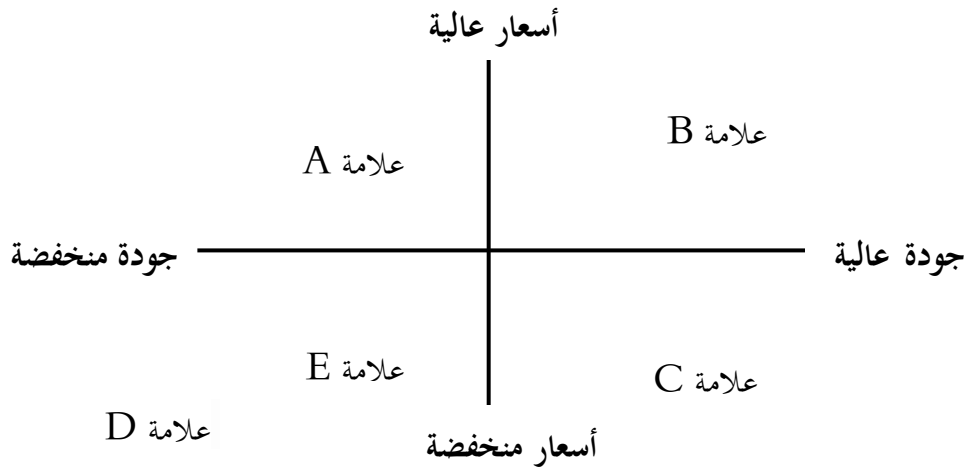 أسعار عالية
علامة B
علامة A
جودة عالية
جودة منخفضة
علامة E
علامة C
علامة D
أسعار منخفضة